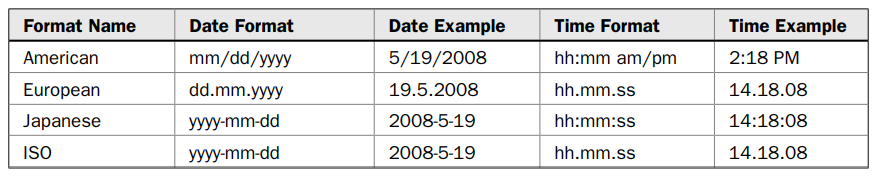 Format Name Date Format Date Example Time Format Time Example
American mm/dd/yyyy 5/19/2008 hh:mm am/pm 2:18 PM
European dd.mm.yyyy 19.5.2008 hh.mm.ss 14.18.08
Japanese yyyy-mm-dd 2008-5-19 hh:mm:ss 14:18:08
ISO yyyy-mm-dd 2008-5-19 hh.mm.ss 14.18.08